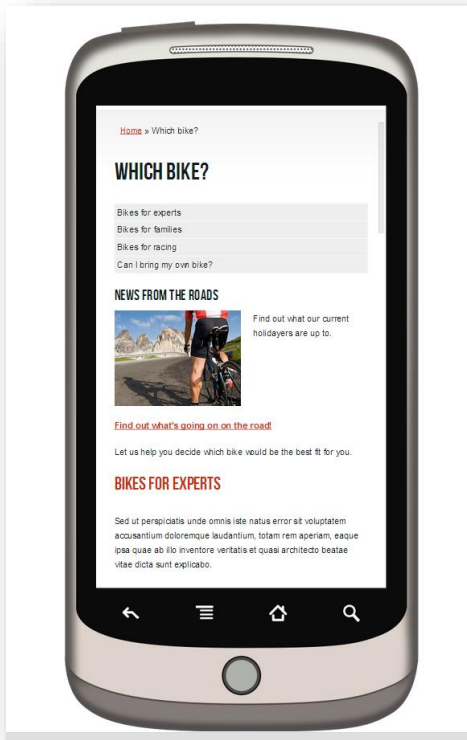 Home » Which bike?
WHICH BIKE?
Bikes for experts
Bikes for families
Bikes for racing
Can I bring my own bike?
NEWS FROM THE ROADS
Find out what our current
holidayers are up to.
Find out what's going on on the road!
Let us help you decide which bike would be the best fit for you.
BIKES FOR EXPERTS
Sed ut perspiciatis unde omnis iste natus error sit voluptatem
accusantium doloremque laudantium, totam rem aperiam, eaque
ipsa quae ab illo inventore veritatis et quasi architecto beatae
vitae dicta sunt explicabo.